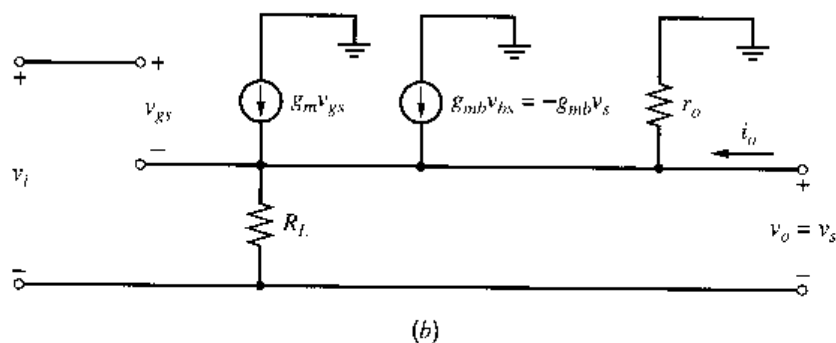 +
+
v_gs
g_m v_gs
g_mb v_bs = −g_mb v_s
r_o
i_o
−
+
v_i
R_L
v_o = v_s
−
−
(b)